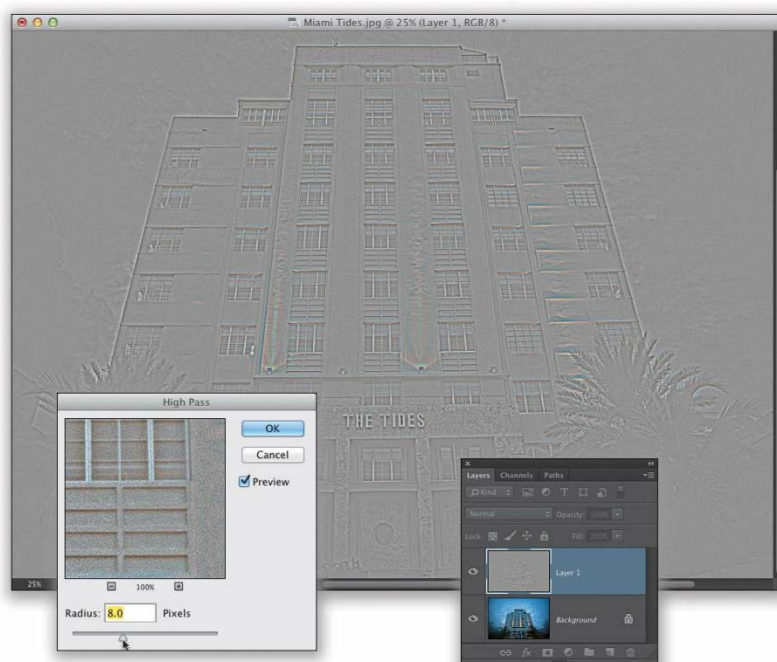 Miami Tides.jpg @ 25% (Layer 1, RGB/8) *
THE TIDES
25%
High Pass
OK
Cancel
Preview
100%
Radius: 8.0 Pixels
Layers Channels Paths
Kind
Normal Opacity: 100%
Lock: Fill: 100%
Layer 1
Background
fx